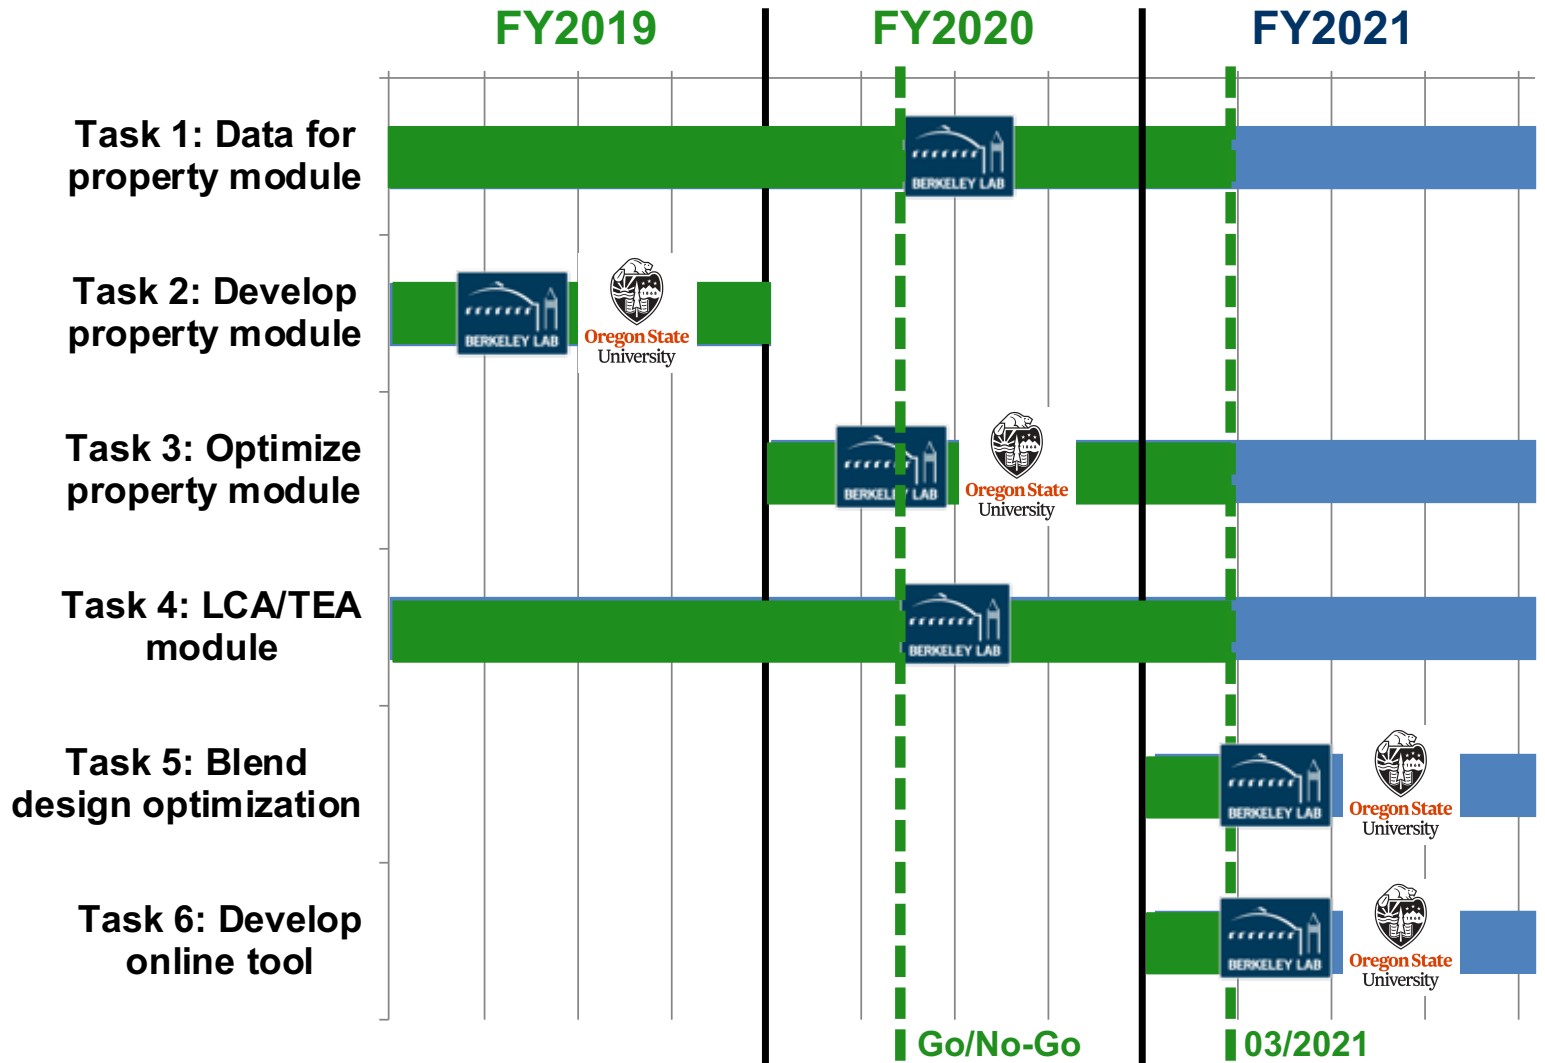 FY2019
FY2020
FY2021
Task 1: Data for
property module
BERKELEY LAB
Task 2: Develop
property module
BERKELEY LAB
Oregon State
University
Task 3: Optimize
property module
BERKELEY LAB
Oregon State
University
Task 4: LCA/TEA
module
BERKELEY LAB
Task 5: Blend
design optimization
BERKELEY LAB
Oregon State
University
Task 6: Develop
online tool
BERKELEY LAB
Oregon State
University
Go/No-Go
03/2021